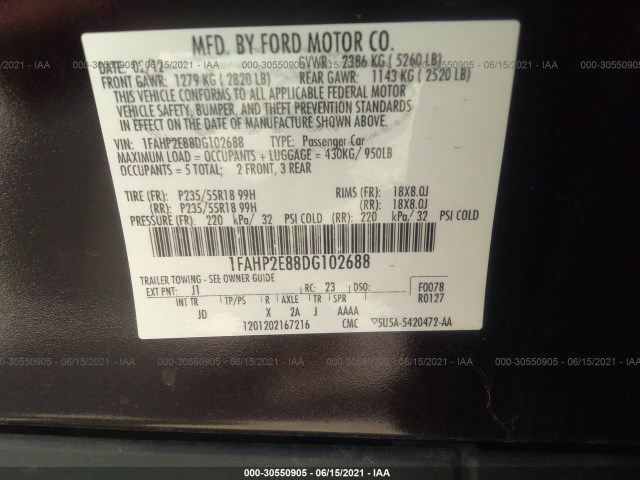 MFD. BY FORD MOTOR CO.
DATE: 02/12 GVWR: 2386 KG ( 5260 LB)
FRONT GAWR: 1279 KG ( 2820 LB) REAR GAWR: 1143 KG ( 2520 LB)
THIS VEHICLE CONFORMS TO ALL APPLICABLE FEDERAL MOTOR
VEHICLE SAFETY, BUMPER, AND THEFT PREVENTION STANDARDS
IN EFFECT ON THE DATE OF MANUFACTURE SHOWN ABOVE.
VIN: 1FAHP2E88DG102688 TYPE: Passenger Car
MAXIMUM LOAD = OCCUPANTS + LUGGAGE = 430KG/ 950LB
OCCUPANTS = 5 TOTAL: 2 FRONT, 3 REAR
TIRE (FR): P235/55R18 99H RIMS (FR): 18X8.0J
(RR): P235/55R18 99H (RR): 18X8.0J
PRESSURE (FR): 220 kPa/ 32 PSI COLD (RR): 220 kPa/ 32 PSI COLD
1FAHP2E88DG102688
TRAILER TOWING - SEE OWNER GUIDE
EXT PNT: J1 RC: 23 DSO: F0078
R0127
INT TR TP/PS R AXLE TR SPR
JD X 2A J AAAA
1201202167216 CMC ▽5U5A-5420472-AA
000-30550905 - 06/15/2021 - IAA